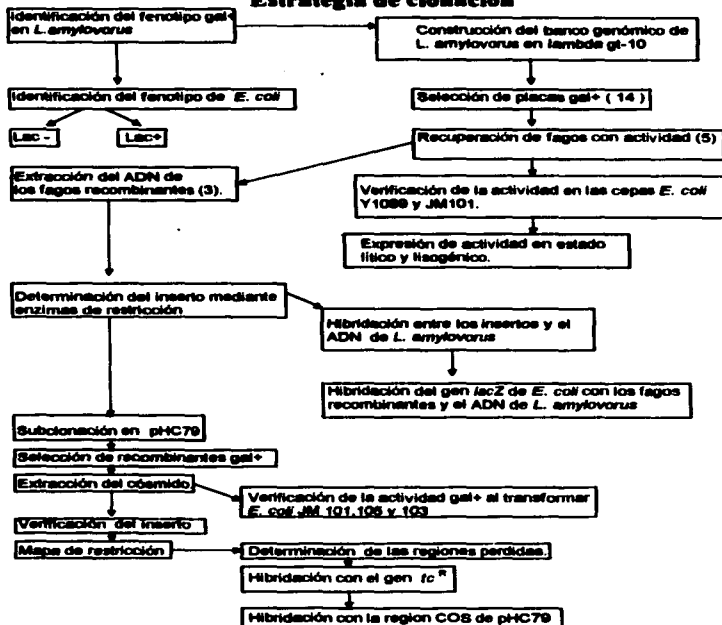 Estrategia de clonación
Identificación del fenotipo gal+
en L.amylovorus
Construcción del banco genómico de
L. amylovorus en lambda gt-10
Identificación del fenotipo de E. coli
Selección de placas gal+ ( 14 )
Lac -
Lac+
Recuperación de fagos con actividad (5)
Extracción del ADN de
los fagos recombinantes (3).
Verificación de la actividad en las cepas E. coli
Y1089 y JM101.
Expresión de actividad en estado
lítico y lisogénico.
Determinación del inserto mediante
enzimas de restricción
Hibridación entre los insertos y el
ADN de L. amylovorus
Hibridación del gen lacZ de E. coli con los fagos
recombinantes y el ADN de L. amylovorus
Subclonación en pHC79
Selección de recombinantes gal+
Extracción del cósmido
Verificación de la actividad gal+ al transformar
E. coli JM 101,105 y 103
Verificación del inserto
Mapa de restricción
Determinación de las regiones perdidas.
Hibridación con el gen tc R
Hibridación con la region COS de pHC79